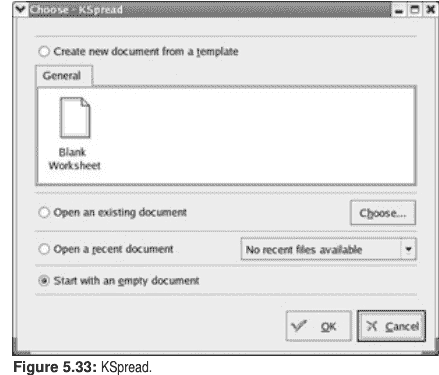 Choose - KSpread
Create new document from a template
General
Blank
Worksheet
Open an existing document
Choose...
Open a recent document
No recent files available
Start with an empty document
OK
Cancel
Figure 5.33: KSpread.